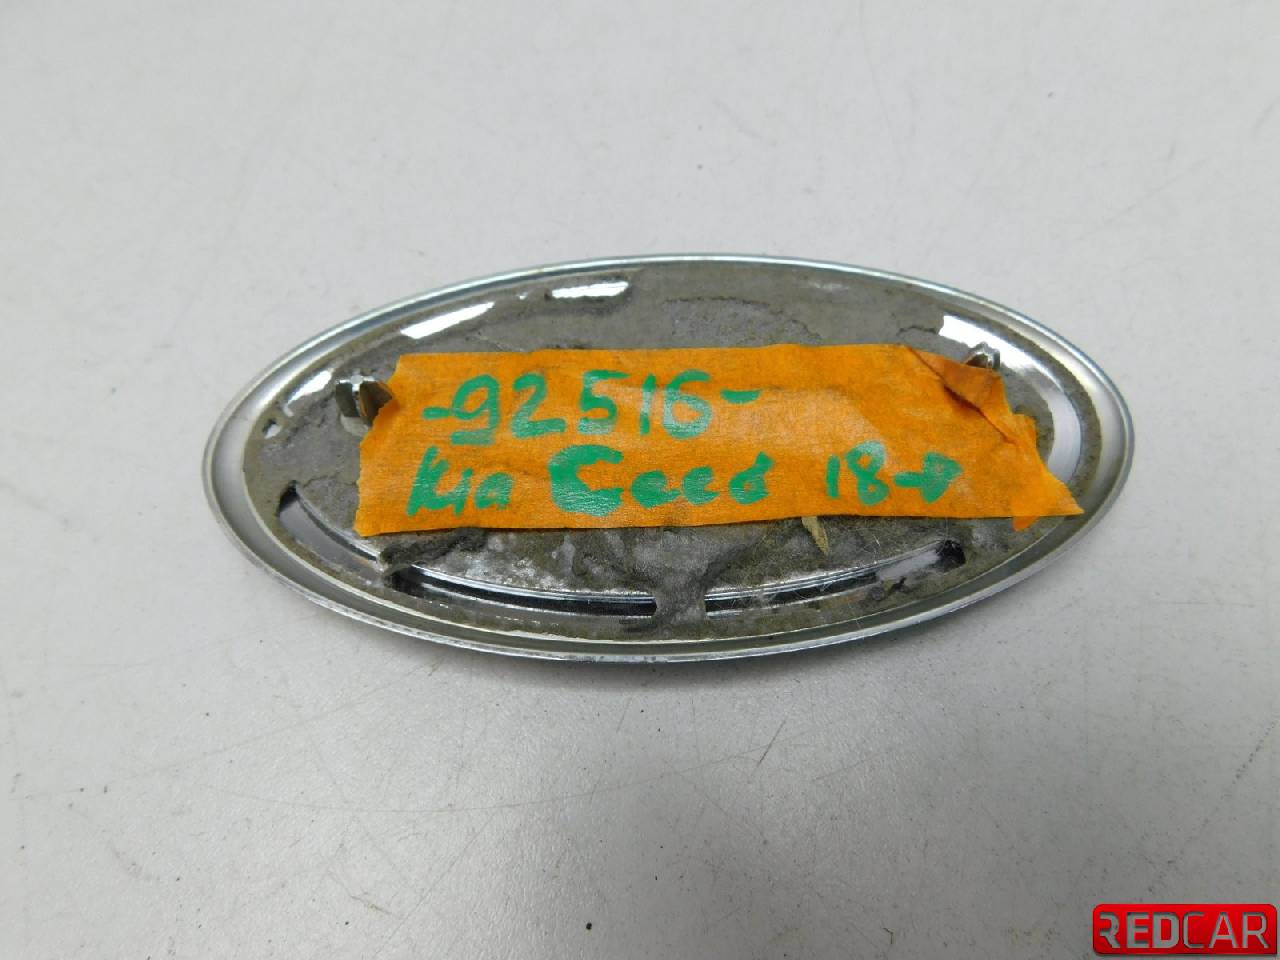 -92516-
Kia Ceed 18→
REDCAR